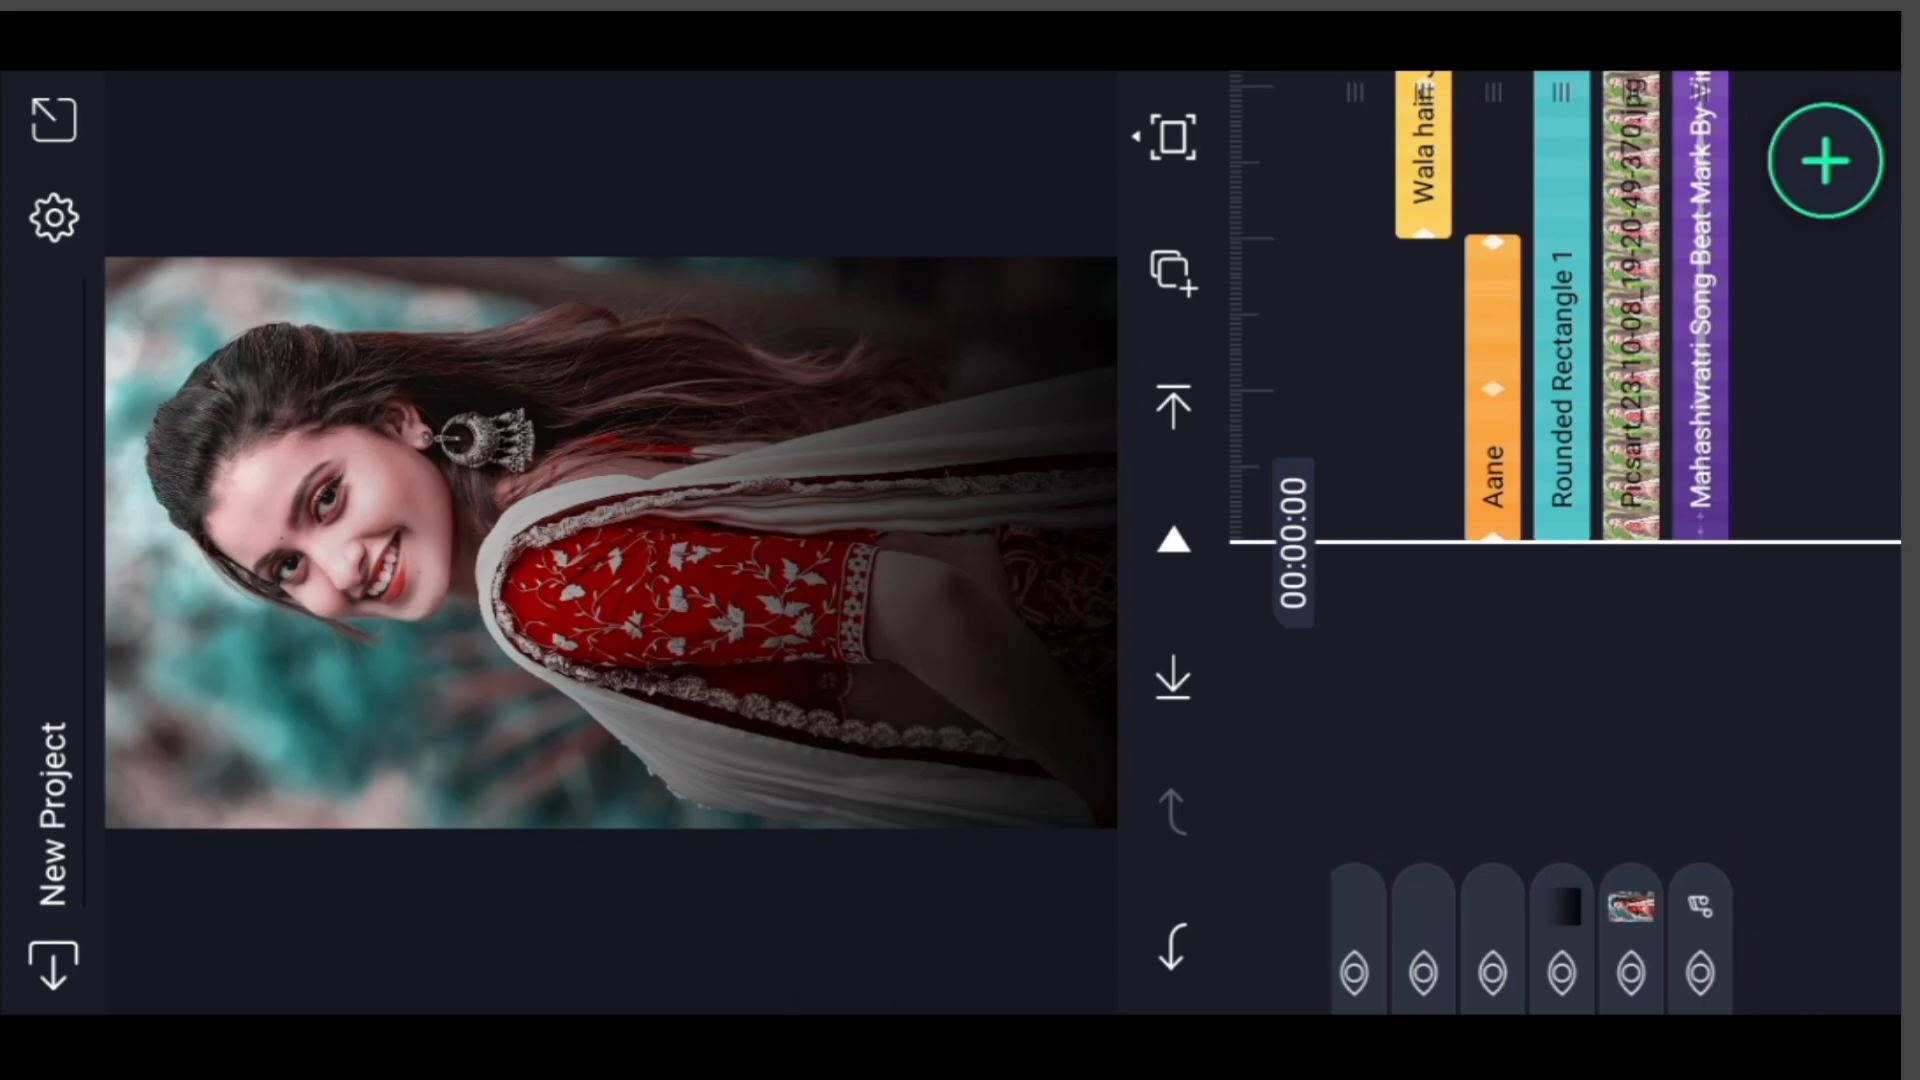 New Project
00:00:00
Wala hain
Aane
Rounded Rectangle 1
Picsart_23-10-08_19-20-49-370.jpg
Mahashivratri Song Beat Mark By